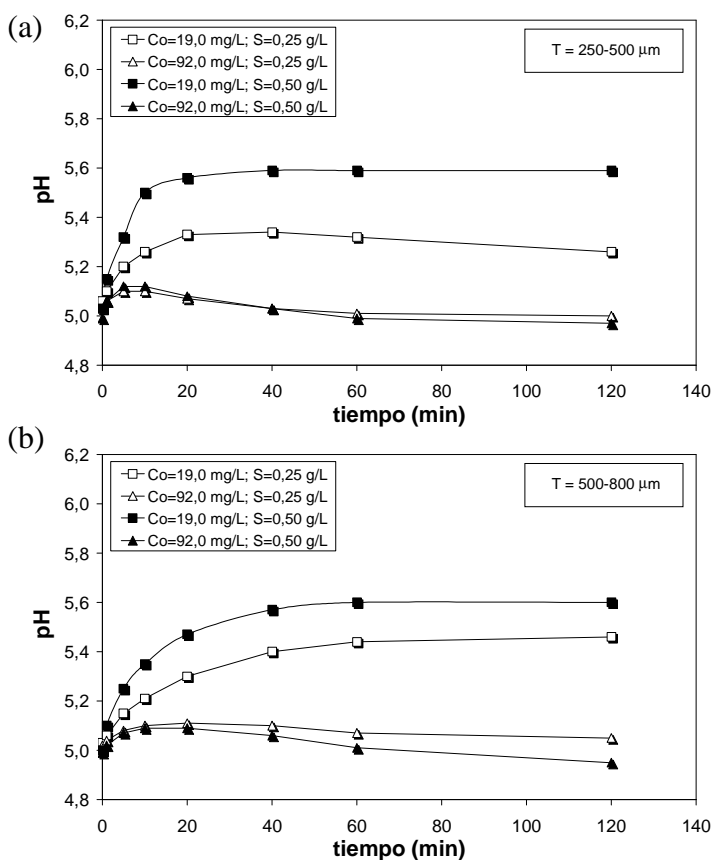 (a)
6,2
6,0
5,8
5,6
5,4
5,2
5,0
4,8
pH
Co=19,0 mg/L; S=0,25 g/L
Co=92,0 mg/L; S=0,25 g/L
Co=19,0 mg/L; S=0,50 g/L
Co=92,0 mg/L; S=0,50 g/L
T = 250-500 μm
0 20 40 60 80 100 120 140
tiempo (min)
(b)
6,2
6,0
5,8
5,6
5,4
5,2
5,0
4,8
pH
Co=19,0 mg/L; S=0,25 g/L
Co=92,0 mg/L; S=0,25 g/L
Co=19,0 mg/L; S=0,50 g/L
Co=92,0 mg/L; S=0,50 g/L
T = 500-800 μm
0 20 40 60 80 100 120 140
tiempo (min)